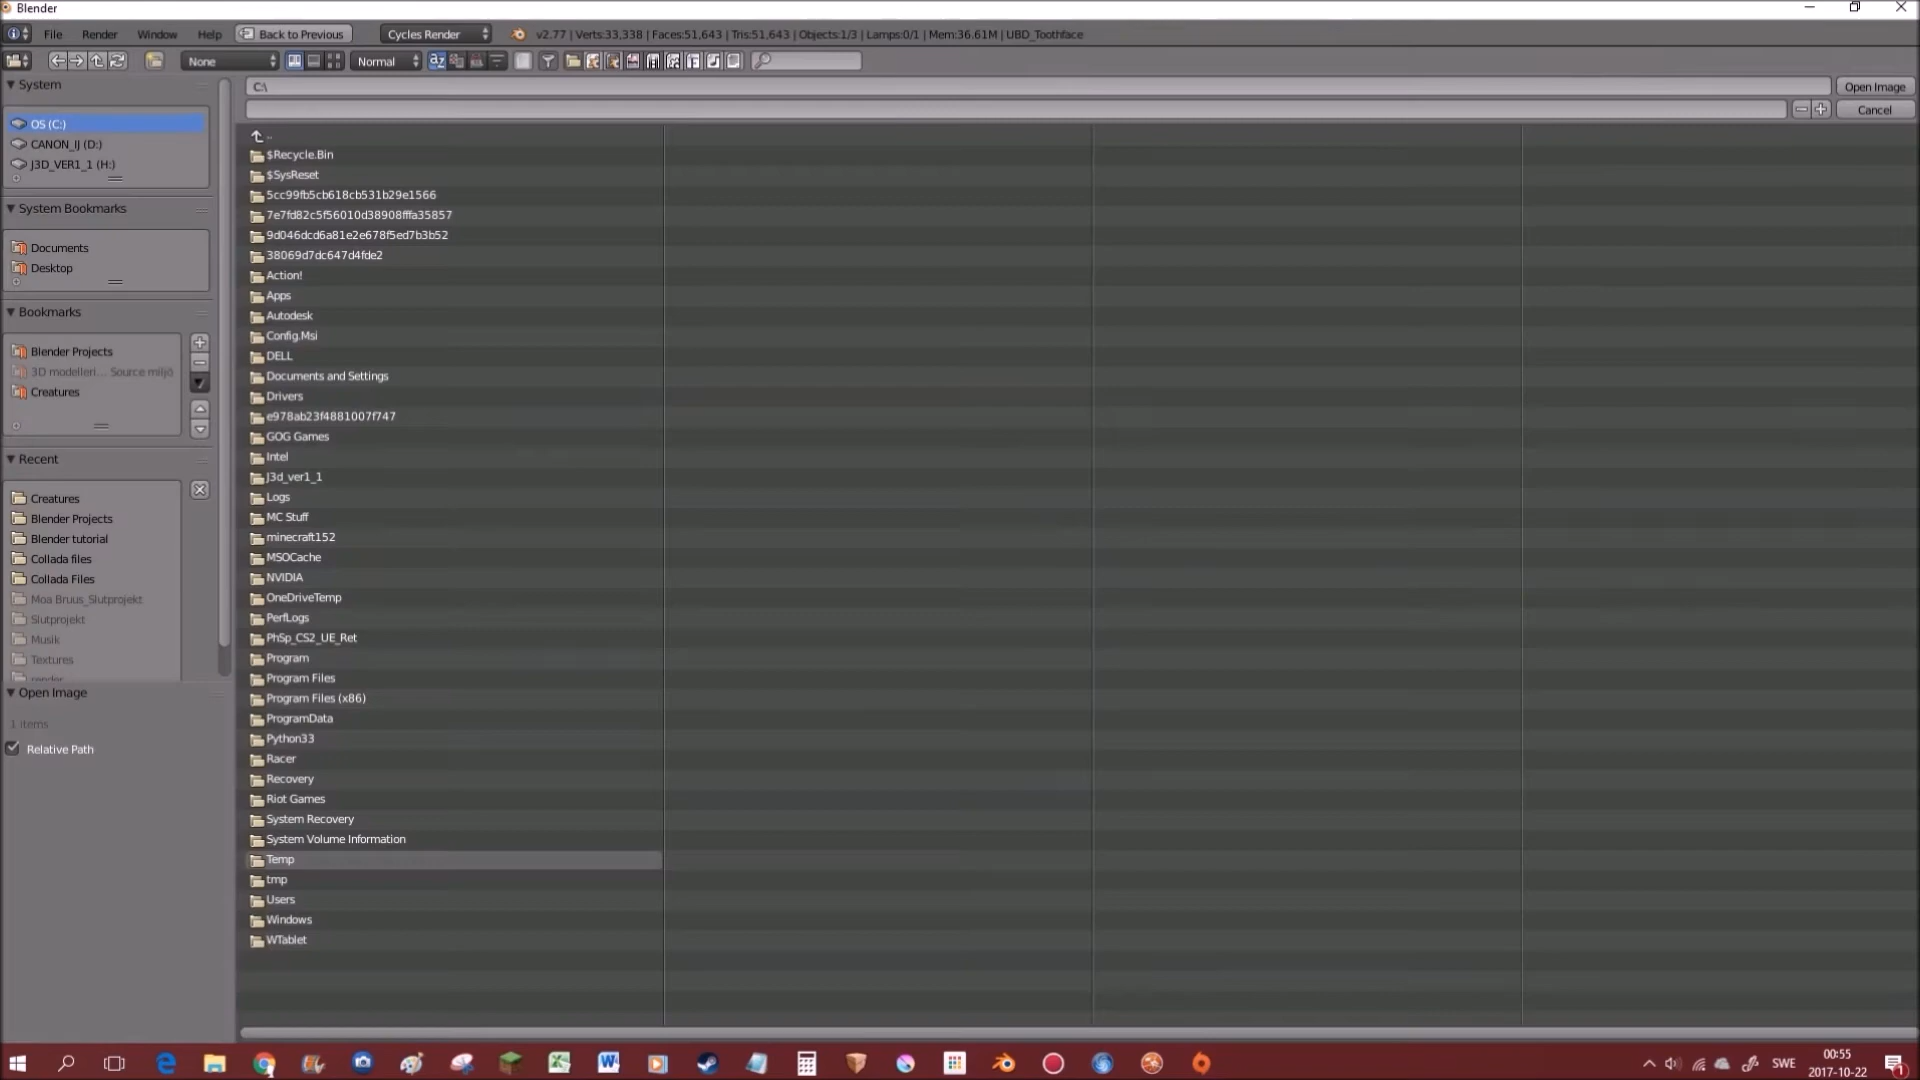 Blender
File Render Window Help Back to Previous Cycles Render v2.77 | Verts:33,338 | Faces:51,643 | Tris:51,643 | Objects:1/3 | Lamps:0/1 | Mem:36.61M | UBD_Toothface
None Normal
System
C:\
Open Image
Cancel
OS (C:)
CANON_IJ (D:)
J3D_VER1_1 (H:)
System Bookmarks
Documents
Desktop
Bookmarks
Blender Projects
3D modelleri... Source miljö
Creatures
Recent
Creatures
Blender Projects
Blender tutorial
Collada files
Collada Files
Moa Bruus_Slutprojekt
Slutprojekt
Musik
Textures
render
Open Image
1 items
Relative Path
..
$Recycle.Bin
$SysReset
5cc99fb5cb618cb531b29e1566
7e7fd82c5f56010d38908fffa35857
9d046dcd6a81e2e678f5ed7b3b52
38069d7dc647d4fde2
Action!
Apps
Autodesk
Config.Msi
DELL
Documents and Settings
Drivers
e978ab23f4881007f747
GOG Games
Intel
J3d_ver1_1
Logs
MC Stuff
minecraft152
MSOCache
NVIDIA
OneDriveTemp
PerfLogs
PhSp_CS2_UE_Ret
Program
Program Files
Program Files (x86)
ProgramData
Python33
Racer
Recovery
Riot Games
System Recovery
System Volume Information
Temp
tmp
Users
Windows
WTablet
SWE
00:55
2017-10-22